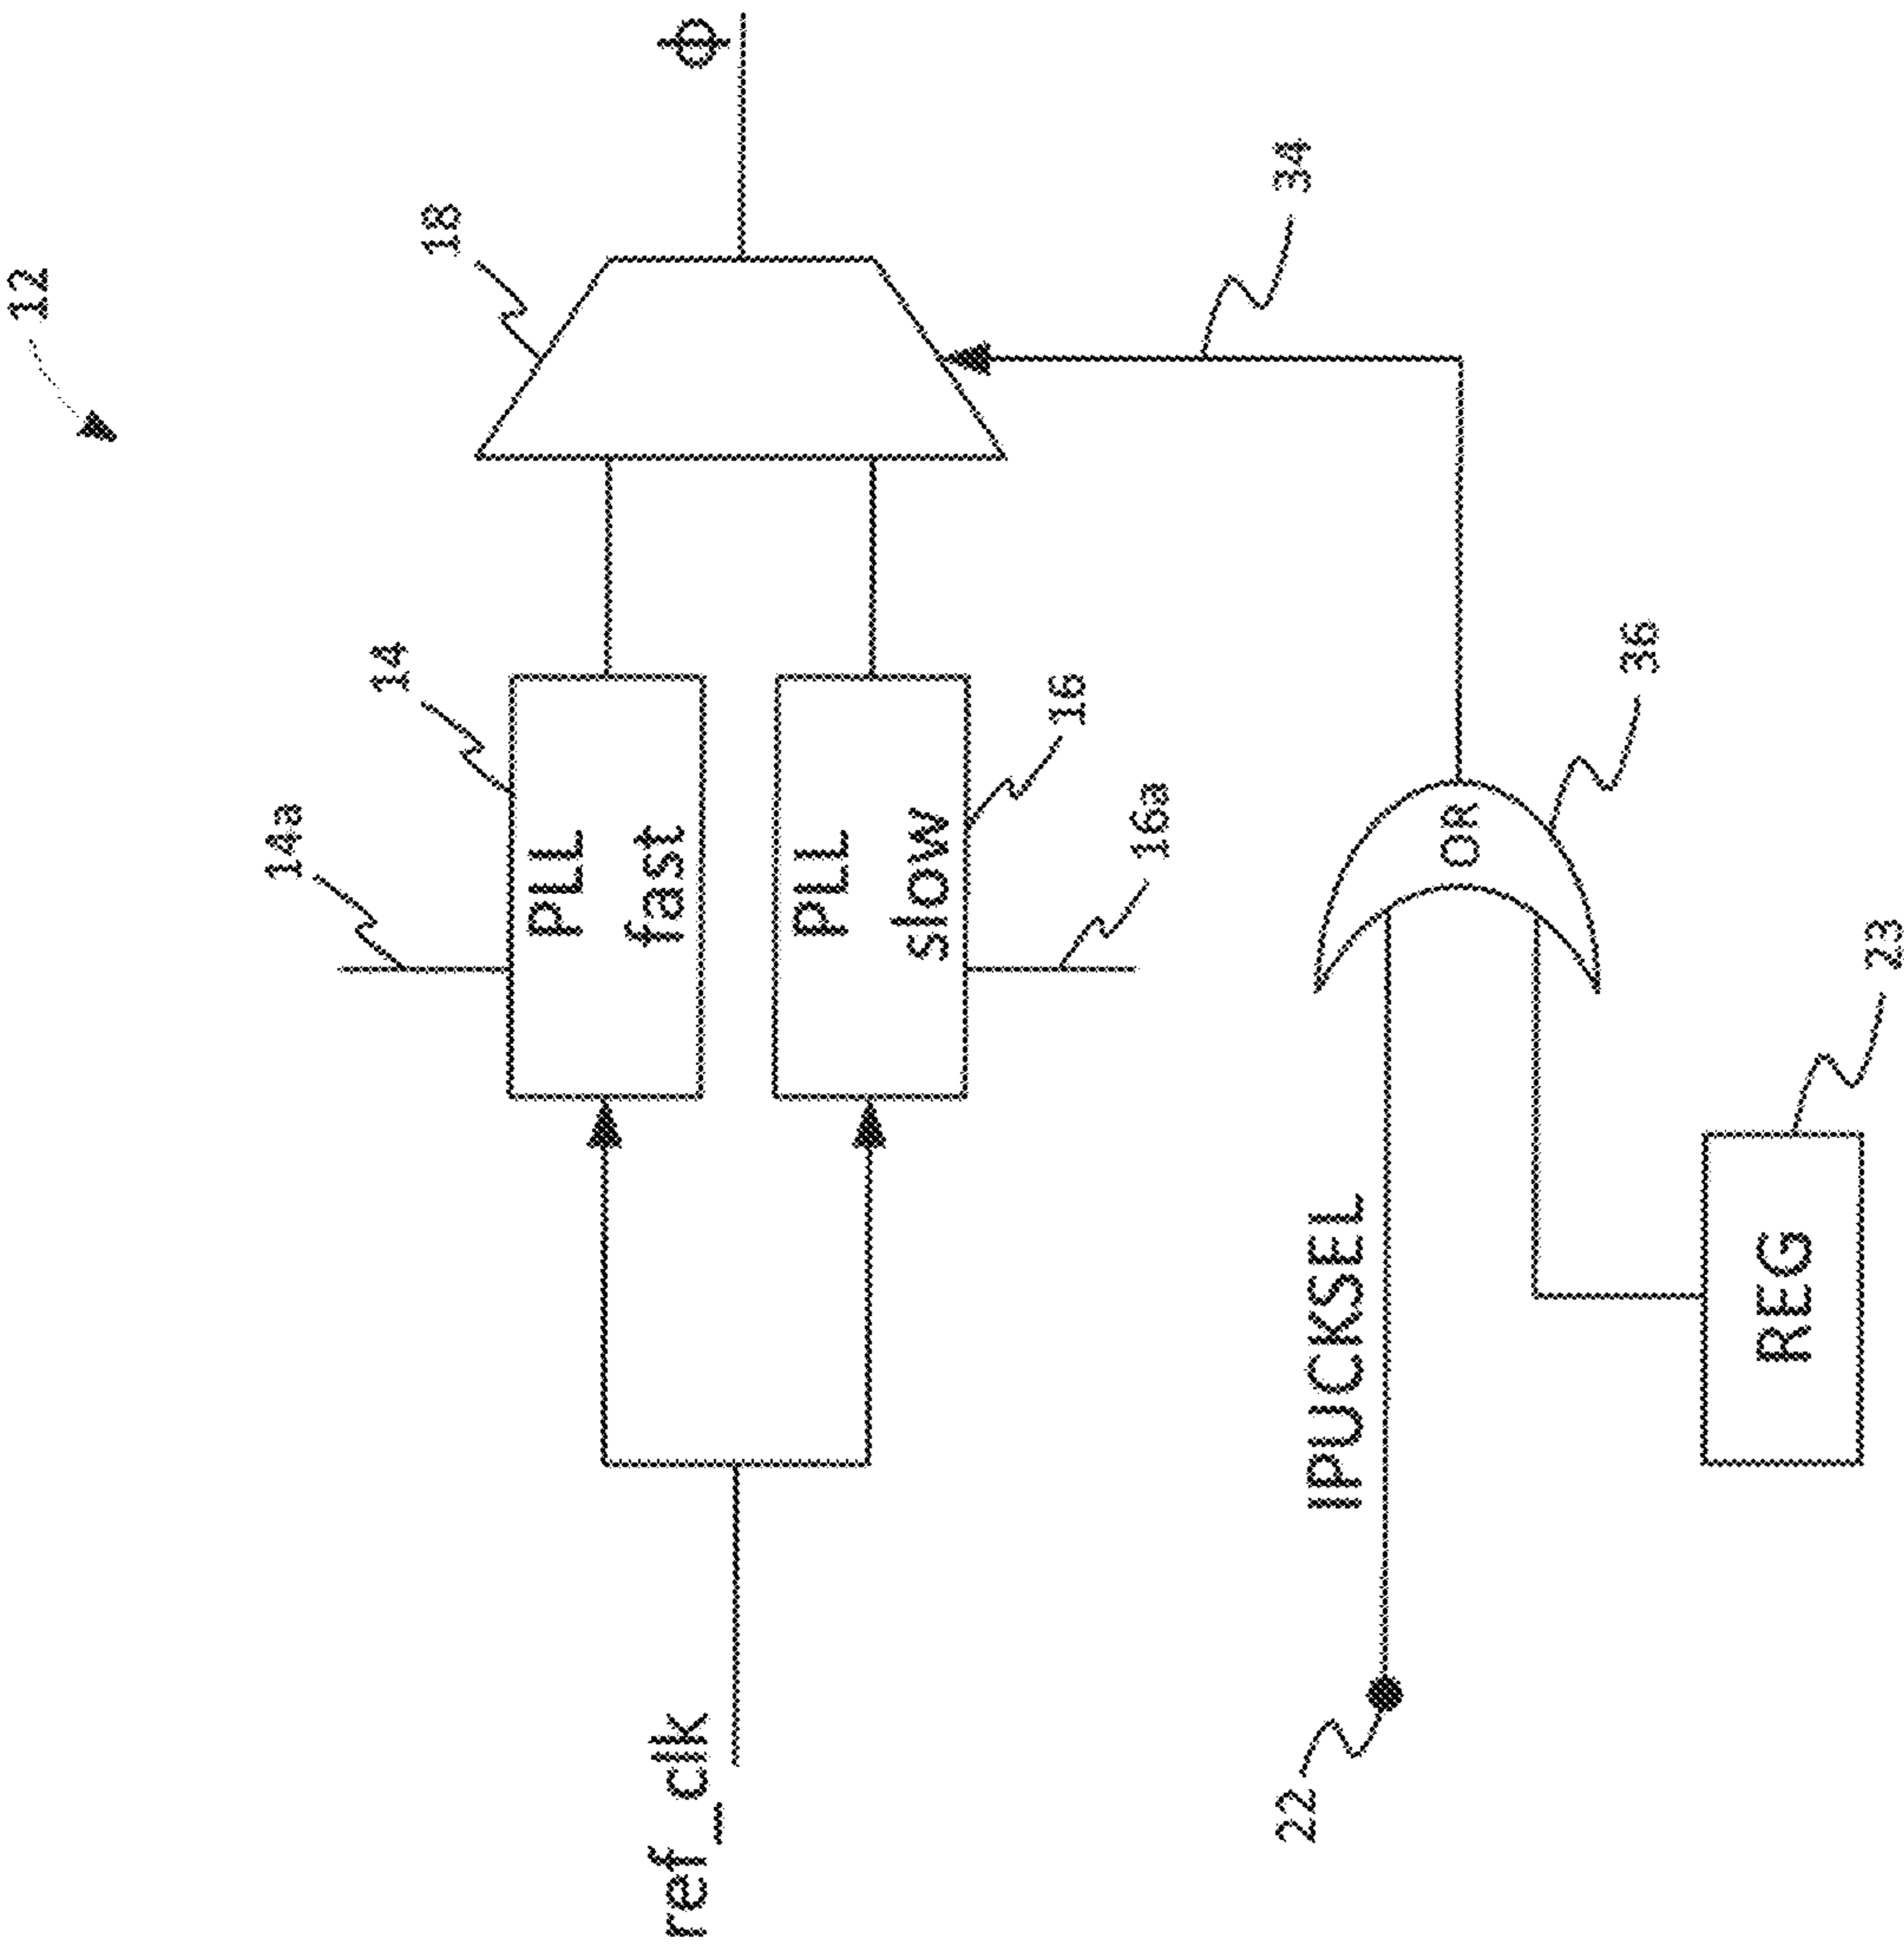 12
Φ
18
34
14
14a
PLL
fast
PLL
slow
16
16a
36
OR
ref_clk
IPUCKSEL
22
REG
23